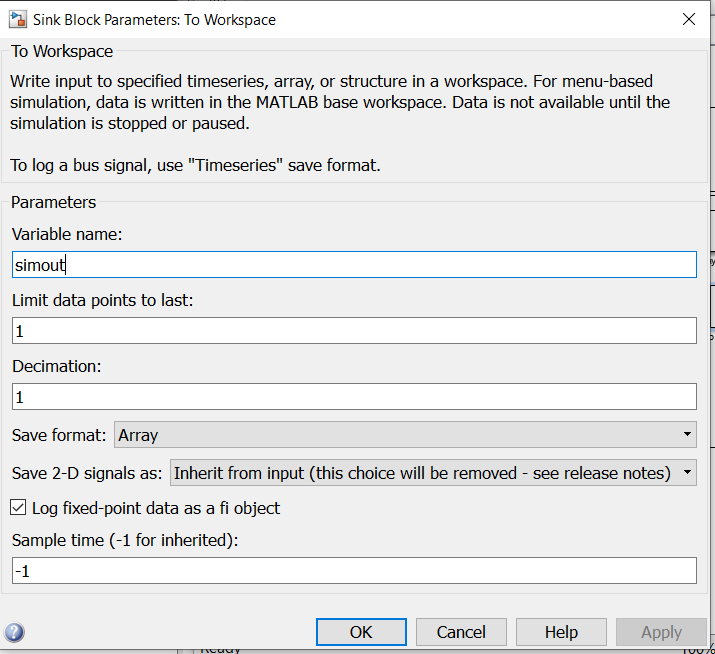 Sink Block Parameters: To Workspace
To Workspace
Write input to specified timeseries, array, or structure in a workspace. For menu-based
simulation, data is written in the MATLAB base workspace. Data is not available until the
simulation is stopped or paused.
To log a bus signal, use "Timeseries" save format.
Parameters
Variable name:
simout
Limit data points to last:
1
Decimation:
1
Save format: Array
Save 2-D signals as: Inherit from input (this choice will be removed - see release notes)
Log fixed-point data as a fi object
Sample time (-1 for inherited):
-1
? OK Cancel Help Apply
Ready 100%